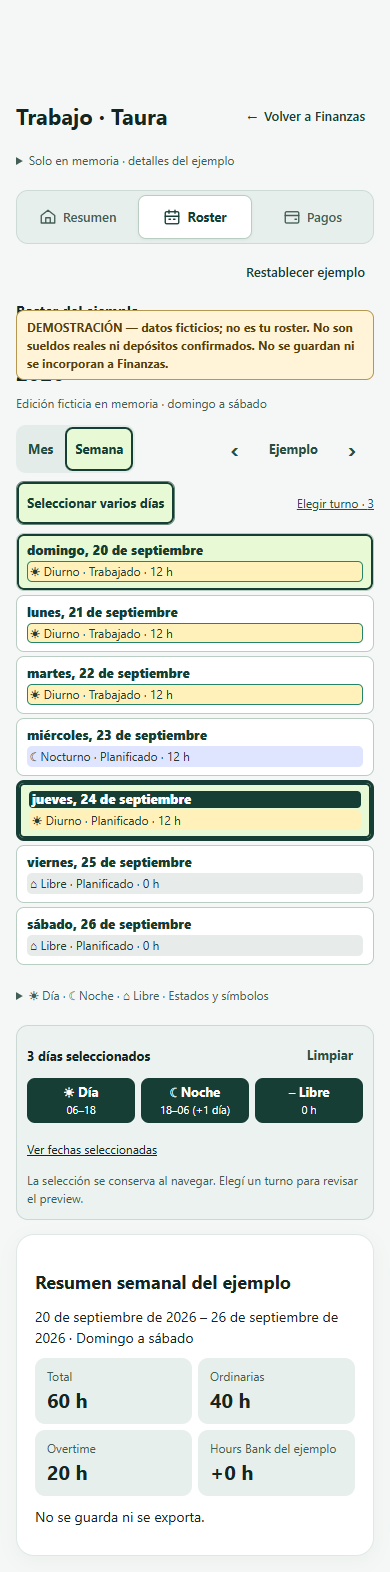 Trabajo · Taura
← Volver a Finanzas
▶ Solo en memoria · detalles del ejemplo
Resumen
Roster
Pagos
Restablecer ejemplo
DEMOSTRACIÓN — datos ficticios; no es tu roster. No son
sueldos reales ni depósitos confirmados. No se guardan ni
se incorporan a Finanzas.
Edición ficticia en memoria · domingo a sábado
Mes
Semana
‹
Ejemplo
›
Seleccionar varios días
Elegir turno · 3
domingo, 20 de septiembre
☀ Diurno · Trabajado · 12 h
lunes, 21 de septiembre
☀ Diurno · Trabajado · 12 h
martes, 22 de septiembre
☀ Diurno · Trabajado · 12 h
miércoles, 23 de septiembre
☾ Nocturno · Planificado · 12 h
jueves, 24 de septiembre
☀ Diurno · Planificado · 12 h
viernes, 25 de septiembre
⌂ Libre · Planificado · 0 h
sábado, 26 de septiembre
⌂ Libre · Planificado · 0 h
▶ ☀ Día · ☾ Noche · ⌂ Libre · Estados y símbolos
3 días seleccionados
Limpiar
☀ Día
06–18
☾ Noche
18–06 (+1 día)
— Libre
0 h
Ver fechas seleccionadas
La selección se conserva al navegar. Elegí un turno para revisar
el preview.
Resumen semanal del ejemplo
20 de septiembre de 2026 – 26 de septiembre de
2026 · Domingo a sábado
Total
60 h
Ordinarias
40 h
Overtime
20 h
Hours Bank del ejemplo
+0 h
No se guarda ni se exporta.